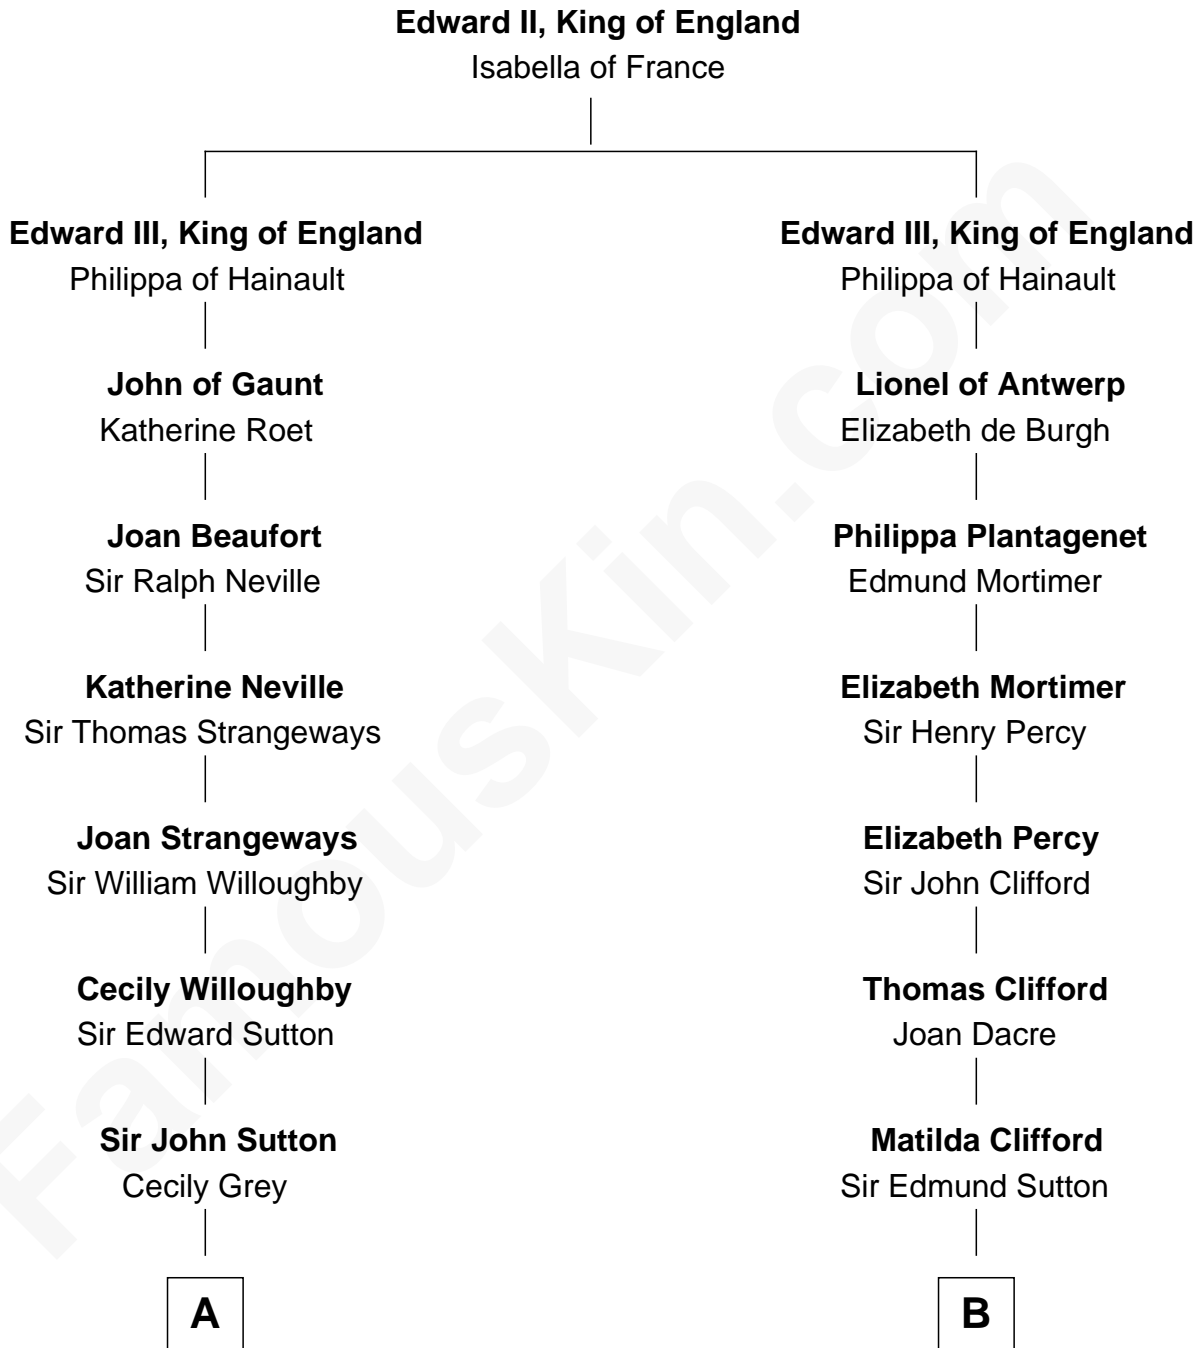 Edward II, King of England
Isabella of France
Edward III, King of England
Philippa of Hainault
John of Gaunt
Katherine Roet
Joan Beaufort
Sir Ralph Neville
Katherine Neville
Sir Thomas Strangeways
Joan Strangeways
Sir William Willoughby
Cecily Willoughby
Sir Edward Sutton
Sir John Sutton
Cecily Grey
A
Edward III, King of England
Philippa of Hainault
Lionel of Antwerp
Elizabeth de Burgh
Philippa Plantagenet
Edmund Mortimer
Elizabeth Mortimer
Sir Henry Percy
Elizabeth Percy
Sir John Clifford
Thomas Clifford
Joan Dacre
Matilda Clifford
Sir Edmund Sutton
B
FamousKin.com